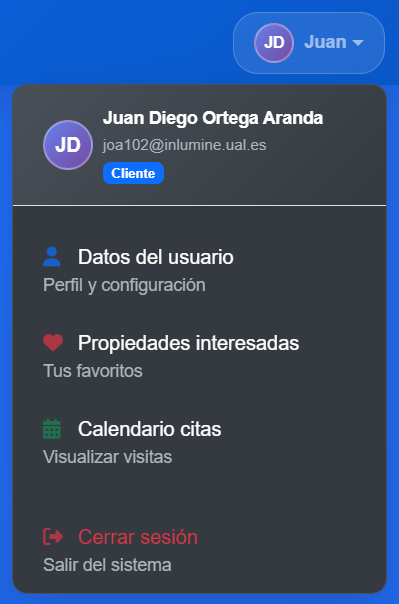 JD Juan
Juan Diego Ortega Aranda
JD
joa102@inlumine.ual.es
Cliente
Datos del usuario
Perfil y configuración
Propiedades interesadas
Tus favoritos
Calendario citas
Visualizar visitas
Cerrar sesión
Salir del sistema